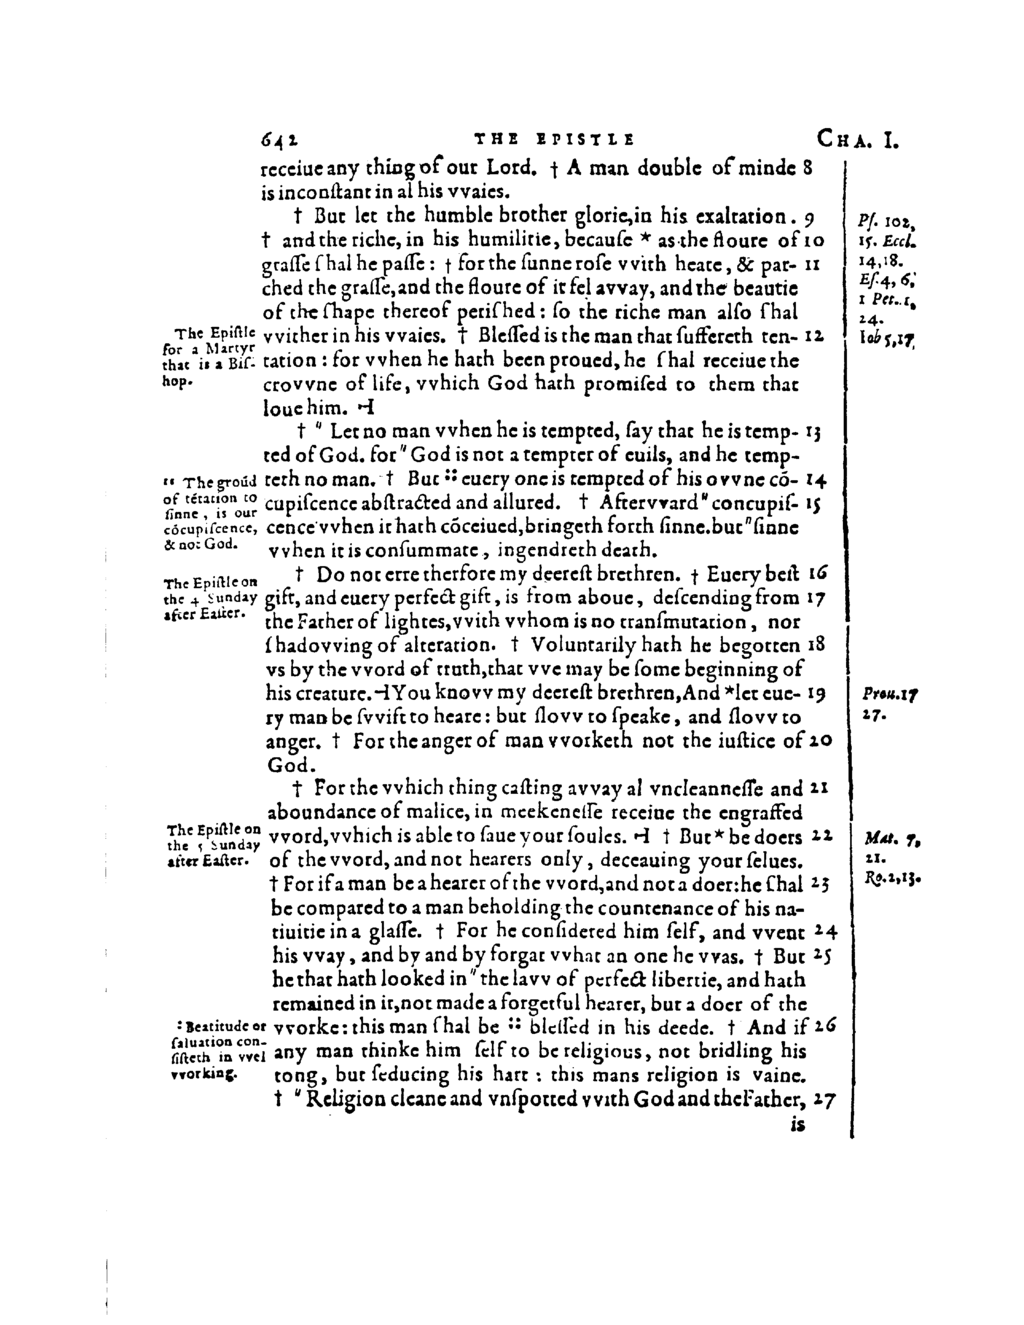 642 THE EPISTLE CHA. I.
receiue any thing of our Lord. † A man double of minde 8
is inconſtant in al his vvaies.
† But let the humble brother glorie, in his exaltation. 9
† and the riche, in his humilitie, becauſe * as the floure of 10
graſſe ſhal he paſſe: † for the ſunne roſe vvith heate, & par- 11
ched the graſſe, and the floure of it fel avvay, and the beautie
of the ſhape thereof periſhed: ſo the riche man alſo ſhal
vvither in his vvaies. † Bleſſed is the man that ſuffereth ten- 12
tation: for vvhen he hath been proued, he ſhal receiue the
crovvne of life, vvhich God hath promiſed to them that
loue him. ⊣
† " Let no man vvhen he is tempted, ſay that he is temp- 13
ted of God. for " God is not a tempter of euils, and he temp-
teth no man. † But :: euery one is tempted of his ovvne cō- 14
cupiſcence abſtracted and allured. † Aftervvard " concupiſ- 15
cence vvhen it hath cōceiued, bringeth forth ſinne. but " ſinne
vvhen it is conſummate, ingendreth death.
† Do not erre therfore my deereſt brethren. † Euery beſt 16
gift, and euery perfect gift, is from aboue, deſcending from 17
the Father of lightes, vvith vvhom is no tranſmutation, nor
ſhadovving of alteration. † Voluntarily hath he begotten 18
vs by the vvord of truth, that vve may be ſome beginning of
his creature. ⊣ You knovv my deereſt brethren, And * let eue- 19
ry man be ſvvift to heare: but ſlovv to ſpeake, and ſlovv to
anger. † For the anger of man vvorketh not the iuſtice of 20
God.
† For the vvhich thing caſting avvay al vncleanneſſe and 21
aboundance of malice, in meekeneſſe receiue the engraffed
vvord, vvhich is able to ſaue your ſoules. ⊣ † But * be doers 22
of the vvord, and not hearers only, deceauing your ſelues.
† For if a man be a hearer of the vvord, and not a doer: he ſhal 23
be compared to a man beholding the countenance of his na-
tiuitie in a glaſſe. † For he conſidered him ſelf, and vvent 24
his vvay, and by and by forgat vvhat an one he vvas. † But 25
he that hath looked in " the lavv of perfect libertie, and hath
remained in it, not made a forgetful hearer, but a doer of the
vvorke: this man ſhal be :: bleſſed in his deede. † And if 26
any man thinke him ſelf to be religious, not bridling his
tong, but ſeducing his hart: this mans religion is vaine.
† " Religion cleane and vnſpotted vvith God and the Father, 27
is
The Epiſtle
for a Martyr
that is a Biſ-
hop.
:: The groūd
of tētation to
ſinne, is our
cōcupiſcence,
& not God.
The Epiſtle on
the 4 Sunday
after Eaſter.
The Epiſtle on
the 5 Sunday
after Eaſter.
:: Beatitude or
ſaluation con-
ſiſteth in vvel
vvorking.
Pſ. 102,
15. Eccl.
14,18.
Eſ. 4, 6.
1 Pet. 1,
24.
Iob 5,17.
Prou. 17
27.
Mat. 7,
21.
Ro. 2,13.